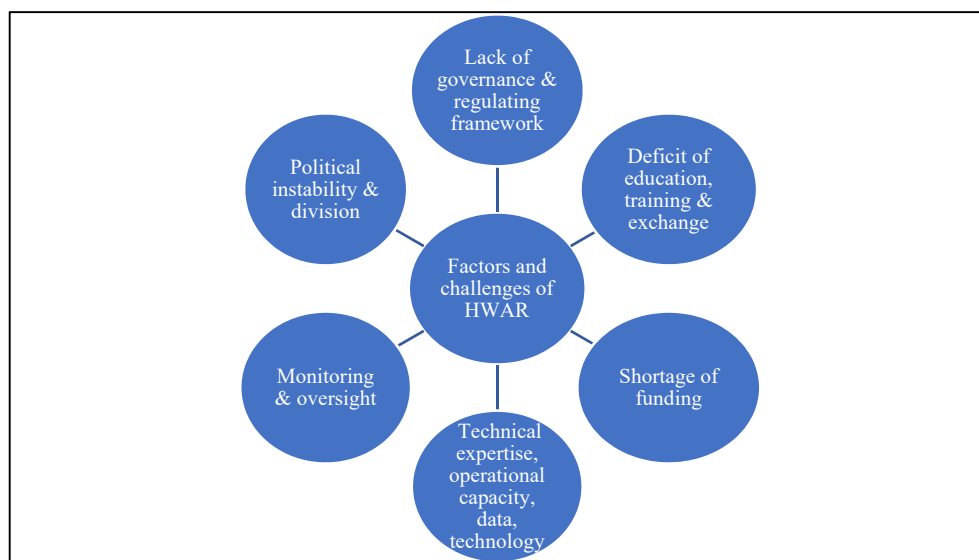 Lack of
governance &
regulating
framework
Political
instability &
division
Deficit of
education,
training &
exchange
Factors and
challenges of
HWAR
Monitoring
& oversight
Shortage of
funding
Technical
expertise,
operational
capacity,
data,
technology